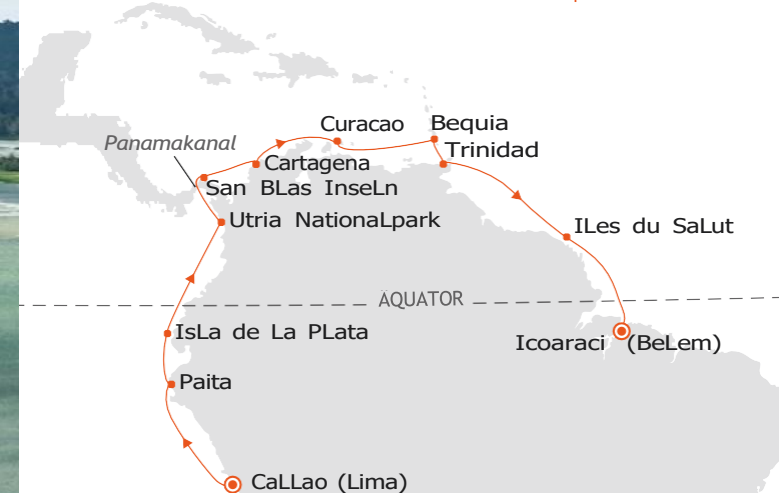 Curacao
Bequia
Panamakanal
Trinidad
Cartagena
San BLas InseLn
Utria NationaLpark
ILes du SaLut
ÄQUATOR
IsLa de La PLata
Icoaraci (BeLem)
Paita
CaLLao (Lima)